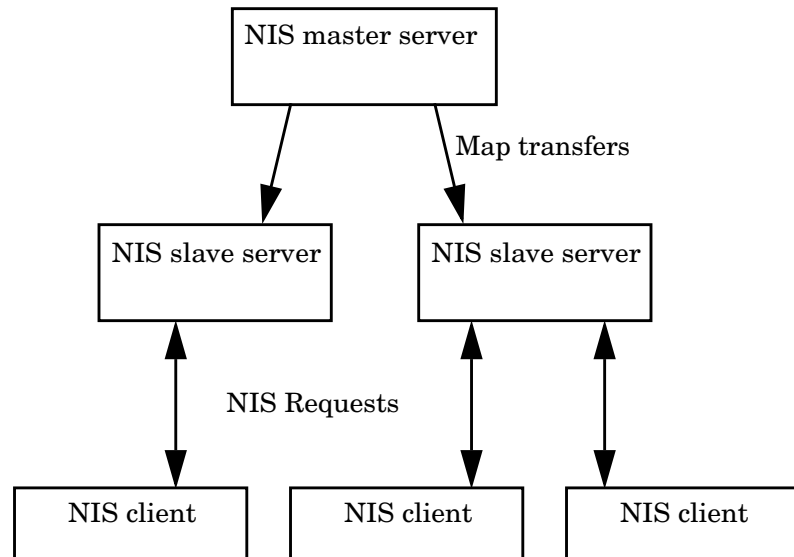 NIS master server
Map transfers
NIS slave server
NIS slave server
NIS Requests
NIS client
NIS client
NIS client